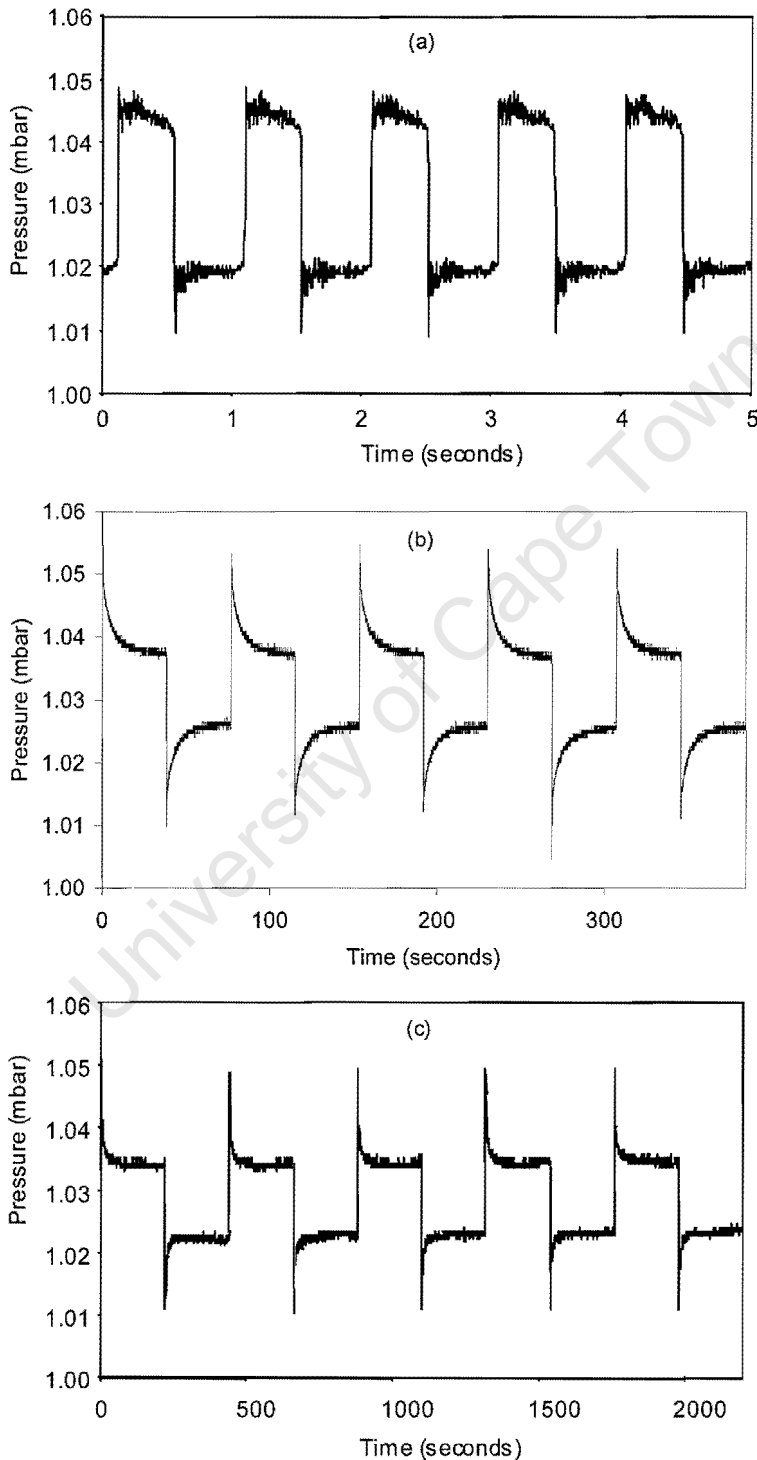 1.06
(a)
1.05
1.04
1.03
1.02
1.01
1.00
Pressure (mbar)
0 1 2 3 4 5
Time (seconds)
1.06
(b)
1.05
1.04
1.03
1.02
1.01
1.00
Pressure (mbar)
0 100 200 300
Time (seconds)
1.06
(c)
1.05
1.04
1.03
1.02
1.01
1.00
Pressure (mbar)
0 500 1000 1500 2000
Time (seconds)
University of Cape Town